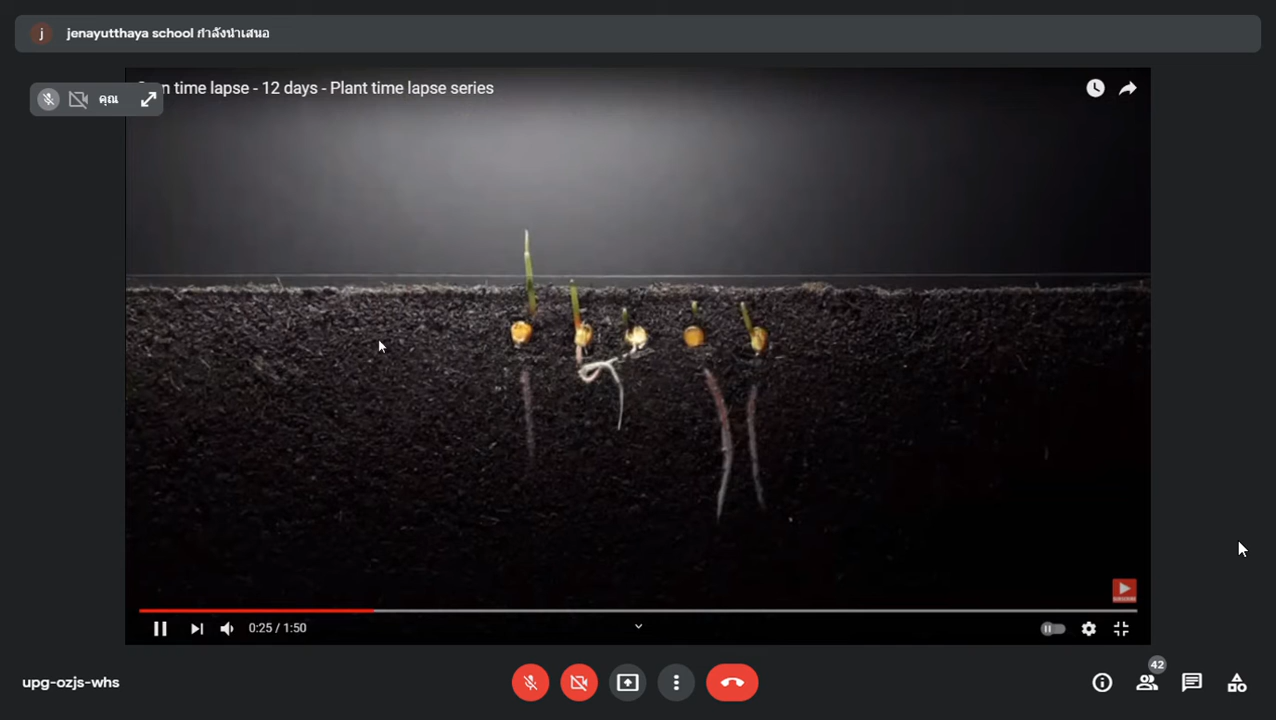 j jenayutthaya school กำลังนำเสนอ
n time lapse - 12 days - Plant time lapse series
คุณ
0:25 / 1:50
42
upg-ozjs-whs